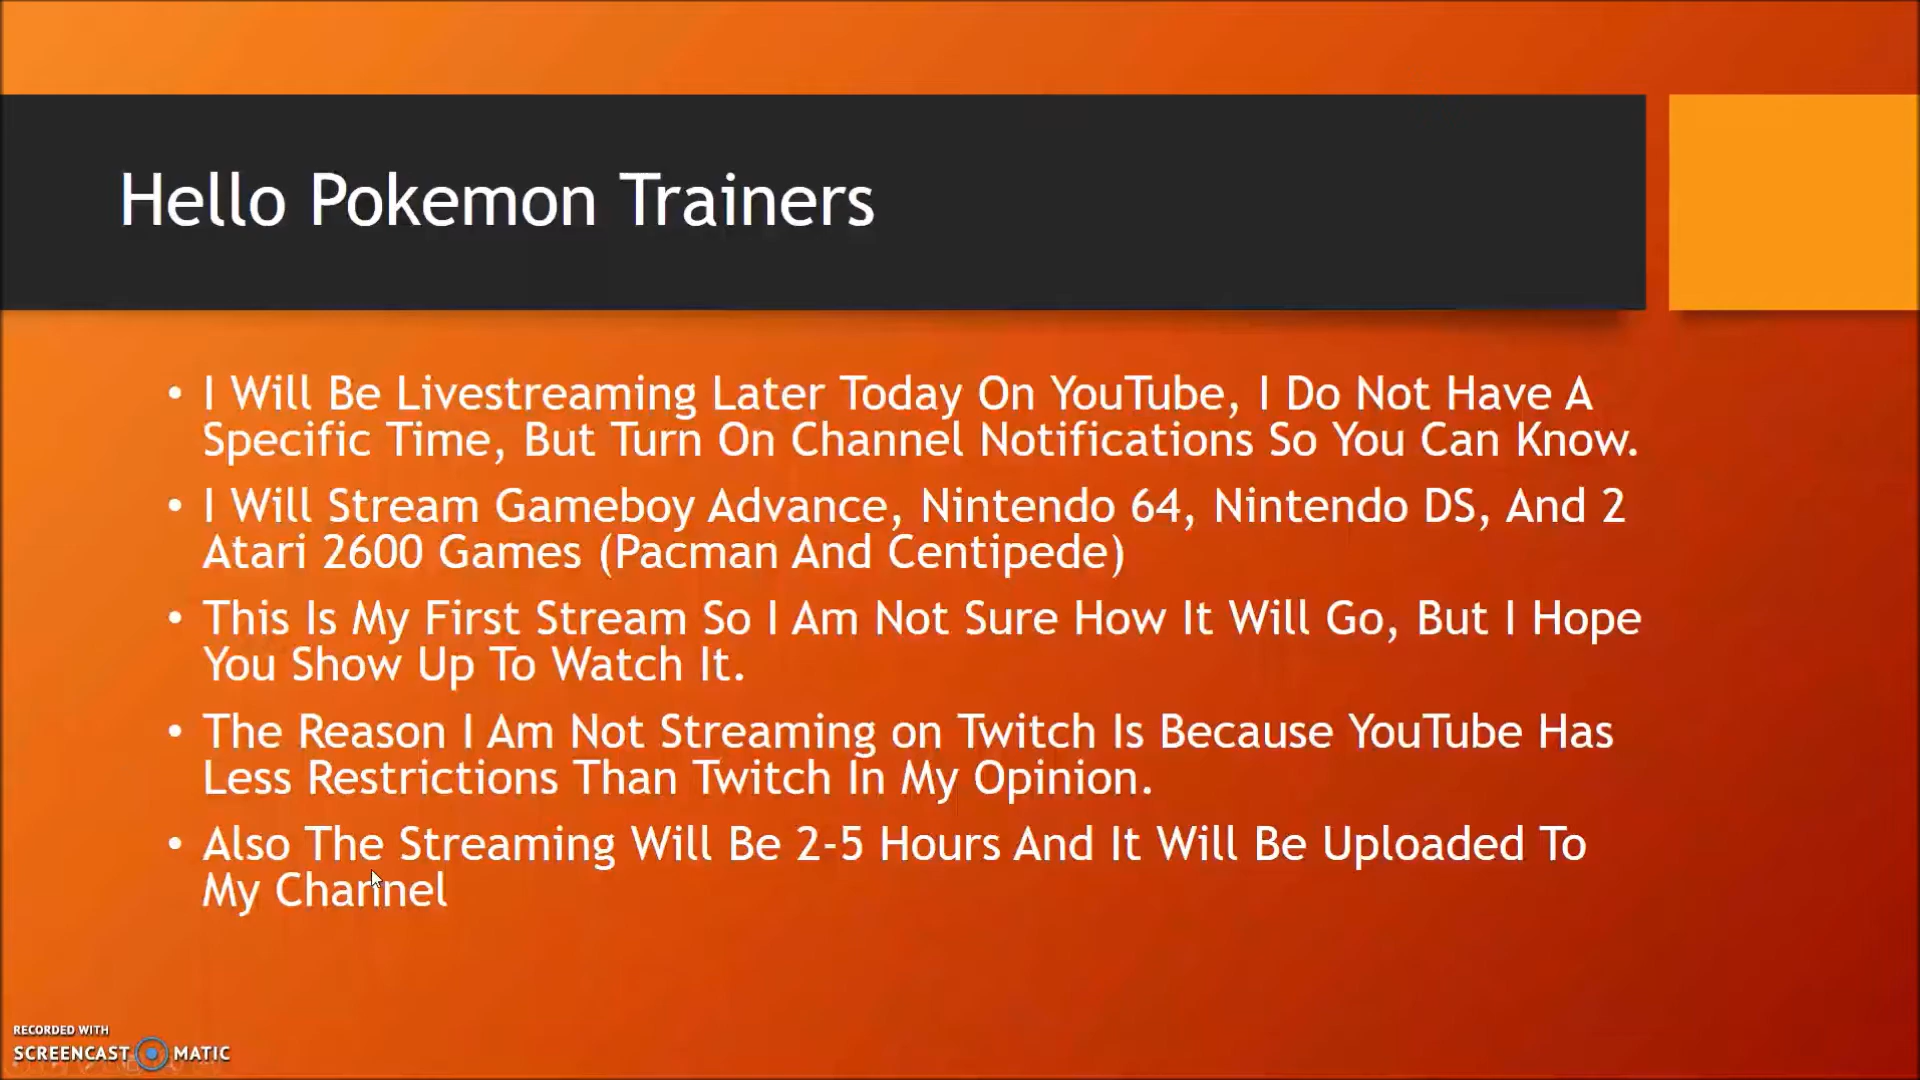 Hello Pokemon Trainers
• I Will Be Livestreaming Later Today On YouTube, I Do Not Have A
Specific Time, But Turn On Channel Notifications So You Can Know.
• I Will Stream Gameboy Advance, Nintendo 64, Nintendo DS, And 2
Atari 2600 Games (Pacman And Centipede)
• This Is My First Stream So I Am Not Sure How It Will Go, But I Hope
You Show Up To Watch It.
• The Reason I Am Not Streaming on Twitch Is Because YouTube Has
Less Restrictions Than Twitch In My Opinion.
• Also The Streaming Will Be 2-5 Hours And It Will Be Uploaded To
My Channel
RECORDED WITH
SCREENCAST MATIC